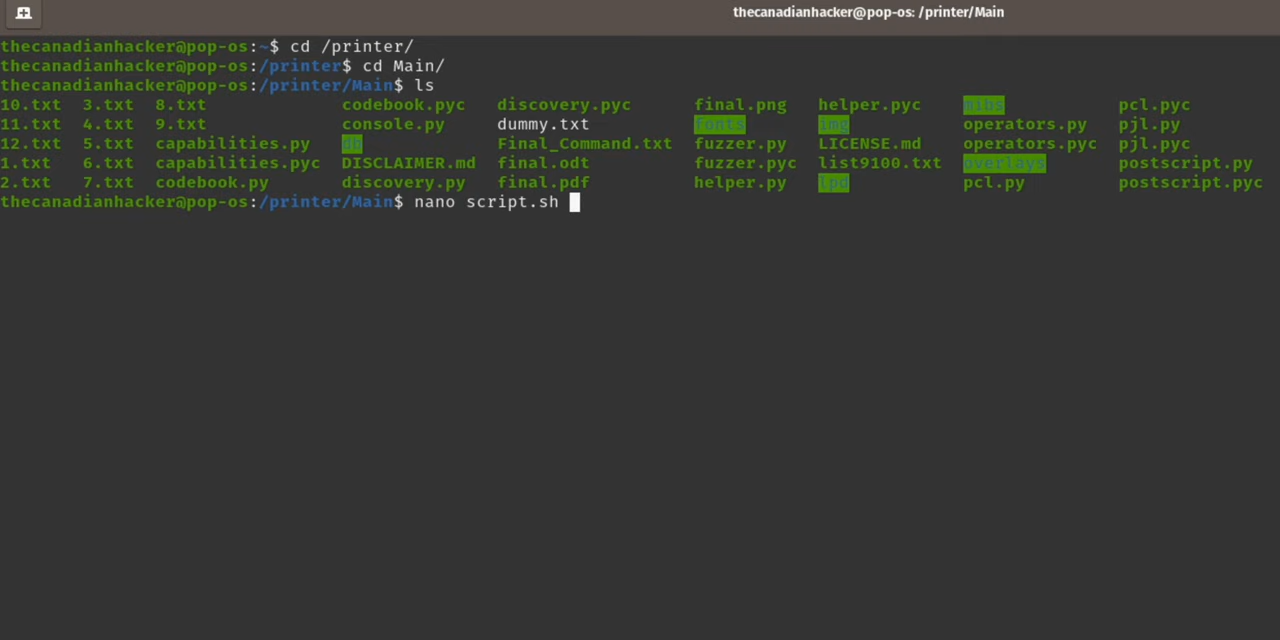 thecanadianhacker@pop-os: /printer/Main
thecanadianhacker@pop-os:~$ cd /printer/
thecanadianhacker@pop-os:/printer$ cd Main/
thecanadianhacker@pop-os:/printer/Main$ ls
10.txt 3.txt 8.txt codebook.pyc discovery.pyc final.png helper.pyc mibs pcl.pyc
11.txt 4.txt 9.txt console.py dummy.txt fonts img operators.py pjl.py
12.txt 5.txt capabilities.py db Final_Command.txt fuzzer.py LICENSE.md operators.pyc pjl.pyc
1.txt 6.txt capabilities.pyc DISCLAIMER.md final.odt fuzzer.pyc list9100.txt overlays postscript.py
2.txt 7.txt codebook.py discovery.py final.pdf helper.py lpd pcl.py postscript.pyc
thecanadianhacker@pop-os:/printer/Main$ nano script.sh